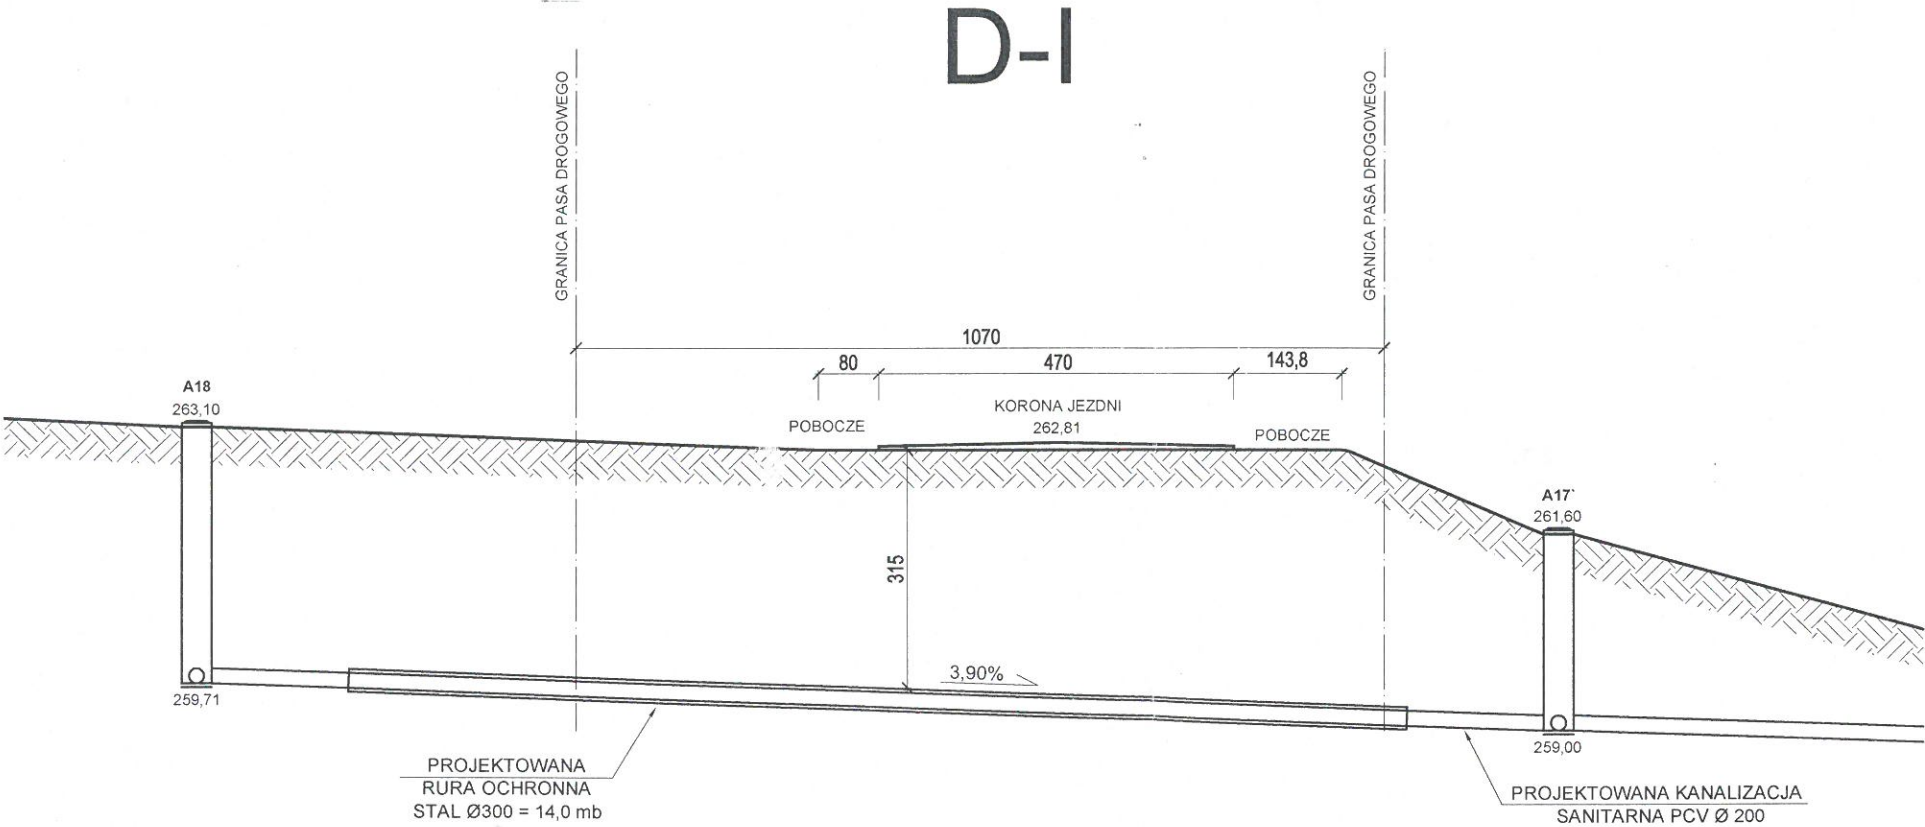 D-I
GRANICA PASA DROGOWEGO
GRANICA PASA DROGOWEGO
1070
80
470
143,8
A18
263,10
KORONA JEZDNI
262,81
POBOCZE
POBOCZE
A17`
261,60
315
3,90%
259,71
259,00
PROJEKTOWANA
RURA OCHRONNA
STAL Ø300 = 14,0 mb
PROJEKTOWANA KANALIZACJA
SANITARNA PCV Ø 200